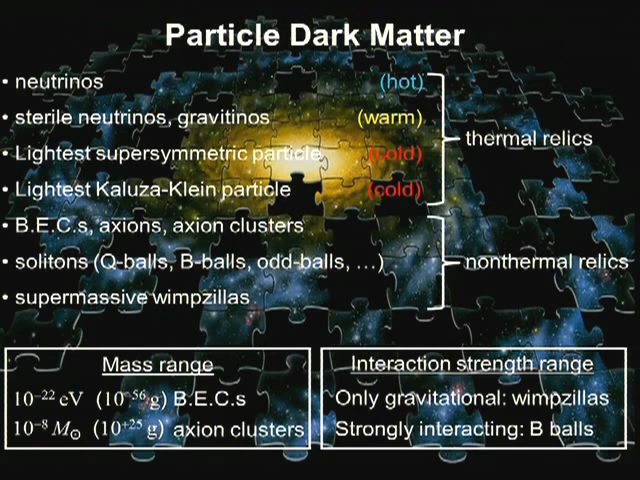 Particle Dark Matter
• neutrinos (hot)
• sterile neutrinos, gravitinos (warm)
thermal relics
• Lightest supersymmetric particle (cold)
• Lightest Kaluza-Klein particle (cold)
• B.E.C.s, axions, axion clusters
• solitons (Q-balls, B-balls, odd-balls, …) nonthermal relics
• supermassive wimpzillas
Mass range
10⁻²² eV (10⁻⁵⁶ g) B.E.C.s
10⁻⁸ M☉ (10⁺²⁵ g) axion clusters
Interaction strength range
Only gravitational: wimpzillas
Strongly interacting: B balls